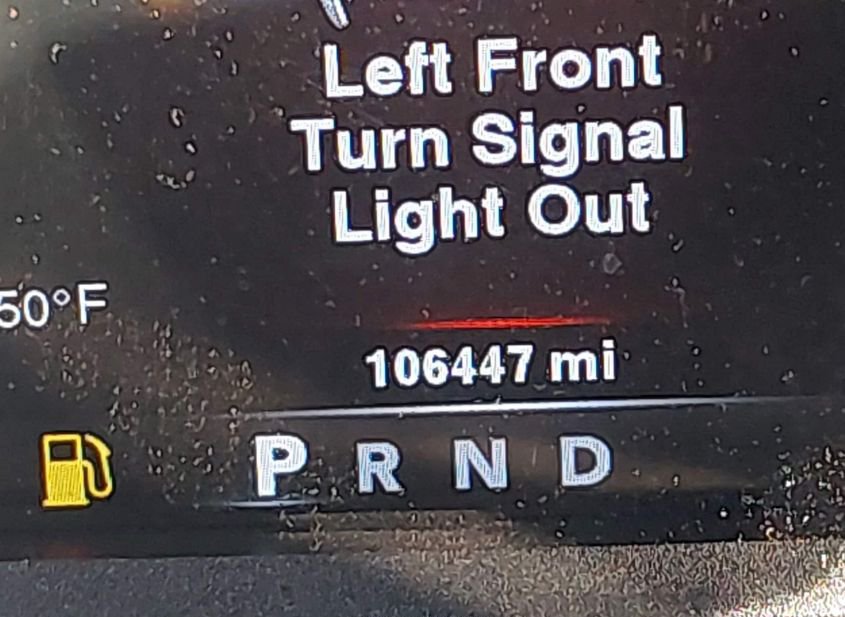 Left Front
Turn Signal
Light Out
50°F
106447 mi
P R N D